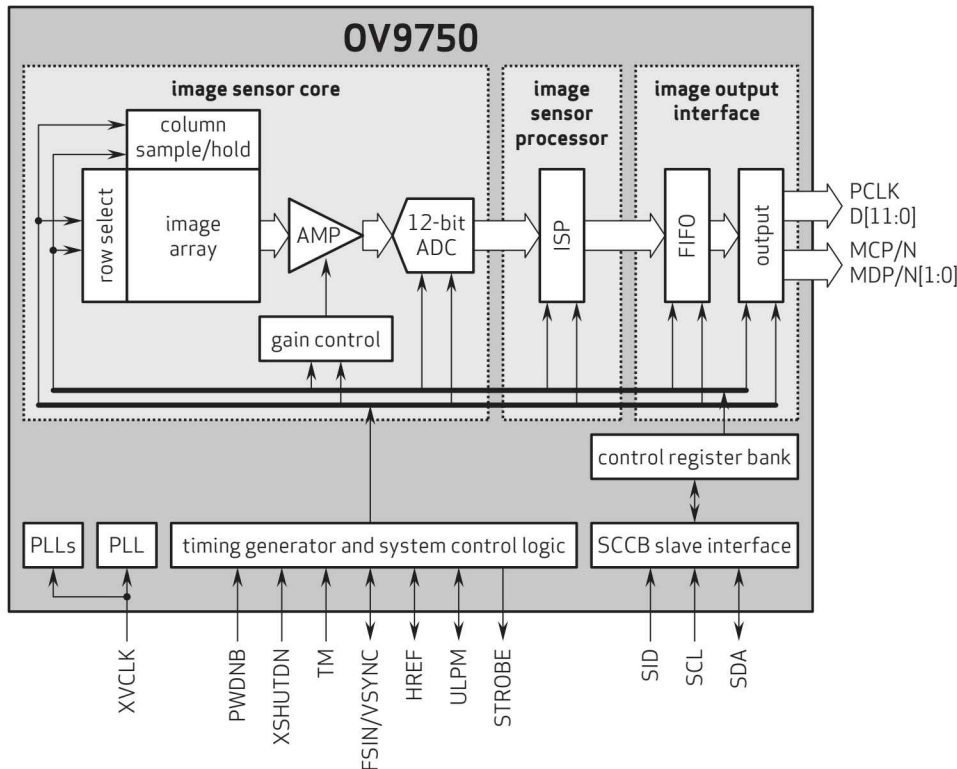 OV9750
image sensor core
image
sensor
processor
image output
interface
column
sample/hold
row select
image
array
AMP
12-bit
ADC
ISP
FIFO
output
PCLK
D[11:0]
MCP/N
MDP/N[1:0]
gain control
control register bank
PLLs
PLL
timing generator and system control logic
SCCB slave interface
XVCLK
PWDNB
XSHUTDN
TM
FSIN/VSYNC
HREF
ULPM
STROBE
SID
SCL
SDA